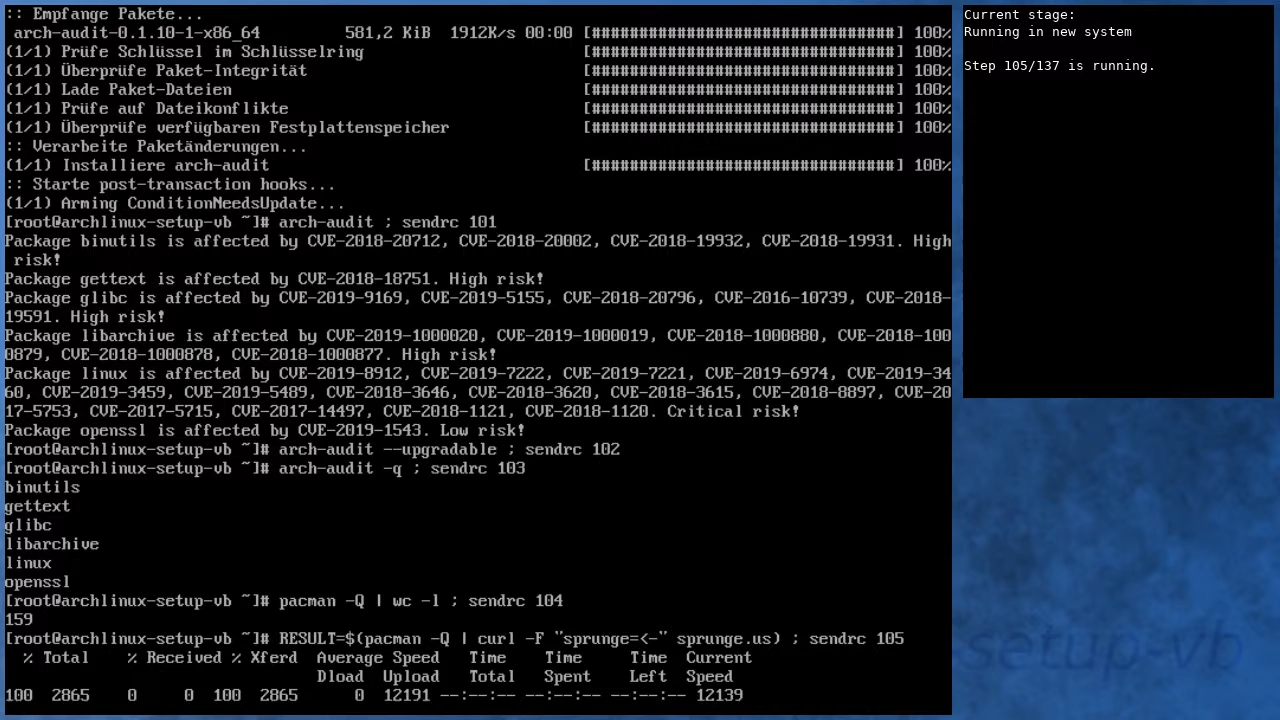 :: Empfange Pakete...
 arch-audit-0.1.10-1-x86_64         581,2 KiB  1912K/s 00:00 [################################] 100%
(1/1) Prüfe Schlüssel im Schlüsselring                       [################################] 100%
(1/1) Überprüfe Paket-Integrität                             [################################] 100%
(1/1) Lade Paket-Dateien                                     [################################] 100%
(1/1) Prüfe auf Dateikonflikte                               [################################] 100%
(1/1) Überprüfe verfügbaren Festplattenspeicher              [################################] 100%
:: Verarbeite Paketänderungen...
(1/1) Installiere arch-audit                                 [################################] 100%
:: Starte post-transaction hooks...
(1/1) Arming ConditionNeedsUpdate...
[root@archlinux-setup-vb ~]# arch-audit ; sendrc 101
Package binutils is affected by CVE-2018-20712, CVE-2018-20002, CVE-2018-19932, CVE-2018-19931. High
 risk!
Package gettext is affected by CVE-2018-18751. High risk!
Package glibc is affected by CVE-2019-9169, CVE-2019-5155, CVE-2018-20796, CVE-2016-10739, CVE-2018-
19591. High risk!
Package libarchive is affected by CVE-2019-1000020, CVE-2019-1000019, CVE-2018-1000880, CVE-2018-100
0879, CVE-2018-1000878, CVE-2018-1000877. High risk!
Package linux is affected by CVE-2019-8912, CVE-2019-7222, CVE-2019-7221, CVE-2019-6974, CVE-2019-34
60, CVE-2019-3459, CVE-2019-5489, CVE-2018-3646, CVE-2018-3620, CVE-2018-3615, CVE-2018-8897, CVE-20
17-5753, CVE-2017-5715, CVE-2017-14497, CVE-2018-1121, CVE-2018-1120. Critical risk!
Package openssl is affected by CVE-2019-1543. Low risk!
[root@archlinux-setup-vb ~]# arch-audit --upgradable ; sendrc 102
[root@archlinux-setup-vb ~]# arch-audit -q ; sendrc 103
binutils
gettext
glibc
libarchive
linux
openssl
[root@archlinux-setup-vb ~]# pacman -Q | wc -l ; sendrc 104
159
[root@archlinux-setup-vb ~]# RESULT=$(pacman -Q | curl -F "sprunge=<-" sprunge.us) ; sendrc 105
  % Total    % Received % Xferd  Average Speed   Time    Time     Time  Current
                                 Dload  Upload   Total   Spent    Left  Speed
100  2865    0     0  100  2865      0  12191 --:--:-- --:--:-- --:--:-- 12139
Current stage:
Running in new system
Step 105/137 is running.
setup-vb